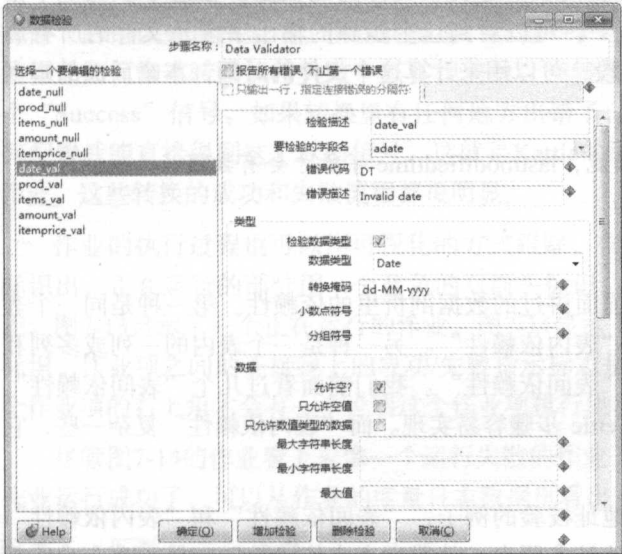 数据检验
步骤名称： Data Validator
选择一个要编辑的检验
date_null
prod_null
items_null
amount_null
itemprice_null
date_val
prod_val
items_val
amount_val
itemprice_val
报告所有错误, 不止第一个错误
只输出一行，指定连接错误的分隔符:
检验描述 date_val
要检验的字段名 adate
错误代码 DT
错误描述 Invalid date
类型
检验数据类型
数据类型 Date
转换掩码 dd-MM-yyyy
小数点符号
分组符号
数据
允许空?
只允许空值
只允许数值类型的数据
最大字符串长度
最小字符串长度
最大值
Help 确定(O) 增加检验 删除检验 取消(C)